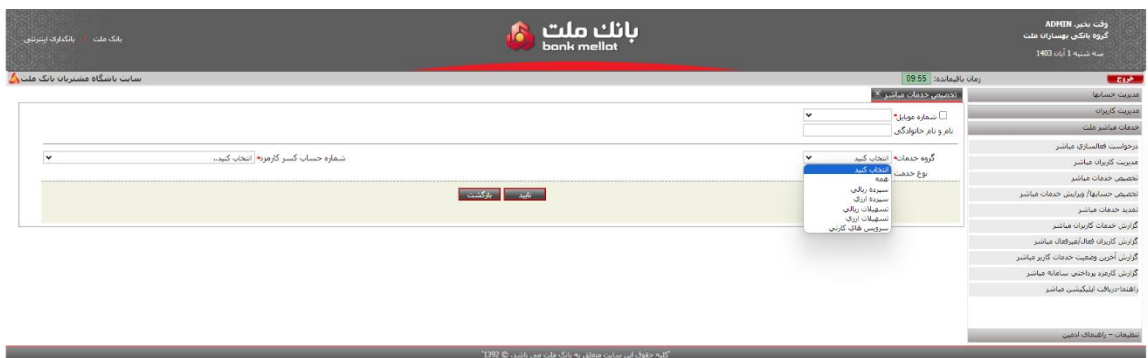 وقت بخیر، ADMIN
گروه بانکی بهسازان ملت
سه شنبه 1 آبان 1403
بانک ملت
bank mellat
بانک ملت | بانکداری اینترنتی
خروج
زمان باقیمانده: 09:55
سایت باشگاه مشتریان بانک ملت
مدیریت حسابها
مدیریت کاربران
خدمات مباشر ملت
درخواست فعالسازی مباشر
مدیریت کاربران مباشر
تخصیص خدمات مباشر
تخصیص حسابها/ ویرایش خدمات مباشر
تمدید خدمات مباشر
گزارش خدمات کاربران مباشر
گزارش کاربران فعال/غیرفعال مباشر
گزارش آخرین وضعیت خدمات کاربر مباشر
گزارش کارمزد پرداختی سامانه مباشر
راهنما-دریافت اپلیکیشن مباشر
تنظیمات – راهنمای ادمین
تخصیص خدمات مباشر ×
شماره موبایل*
نام و نام خانوادگی
گروه خدمات* انتخاب کنید
شماره حساب کسر کارمزد* انتخاب کنید..
نوع خدمت
انتخاب کنید
همه
سپرده ریالی
سپرده ارزی
تسهیلات ریالی
تسهیلات ارزی
سرویس های کارتی
تایید
بازگشت
"کلیه حقوق این سایت متعلق به بانک ملت می باشد. © 1392"